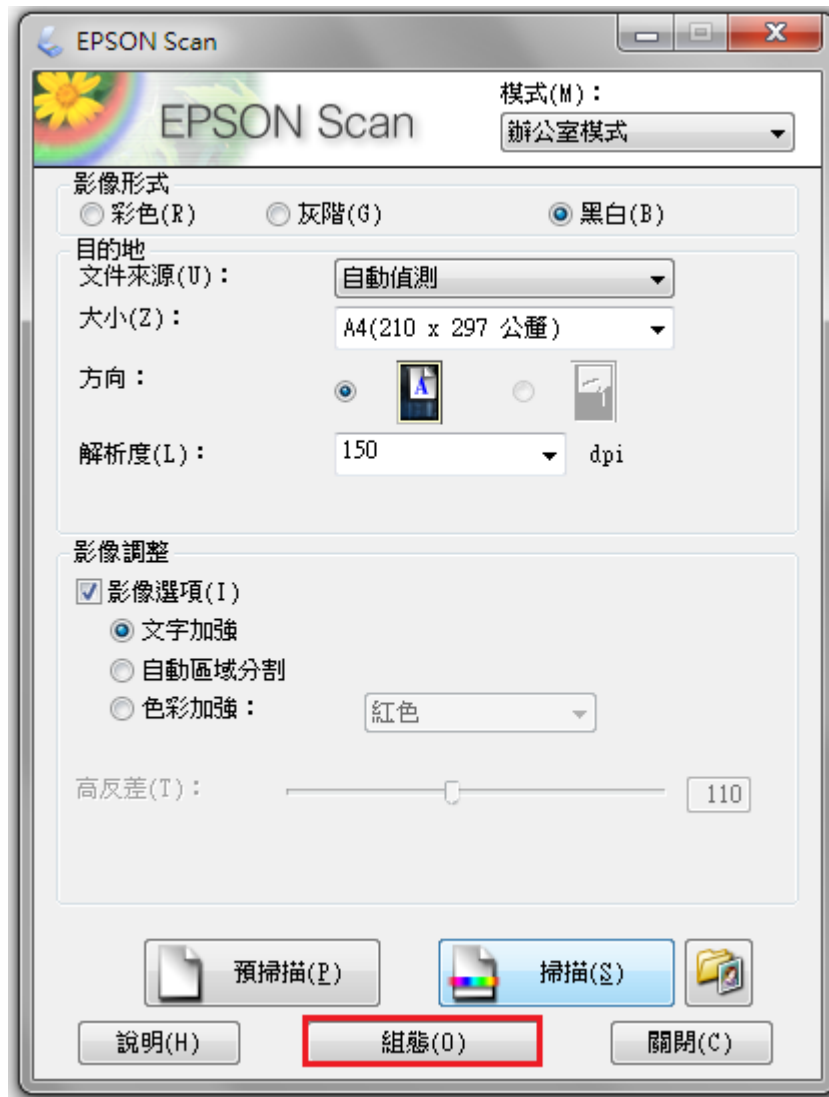 EPSON Scan
EPSON Scan
模式(M)：
辦公室模式
影像形式
彩色(R) 灰階(G) 黑白(B)
目的地
文件來源(U)： 自動偵測
大小(Z)： A4(210 x 297 公釐)
方向： A
解析度(L)： 150 dpi
影像調整
影像選項(I)
文字加強
自動區域分割
色彩加強： 紅色
高反差(T)： 110
預掃描(P) 掃描(S)
說明(H) 組態(O) 關閉(C)